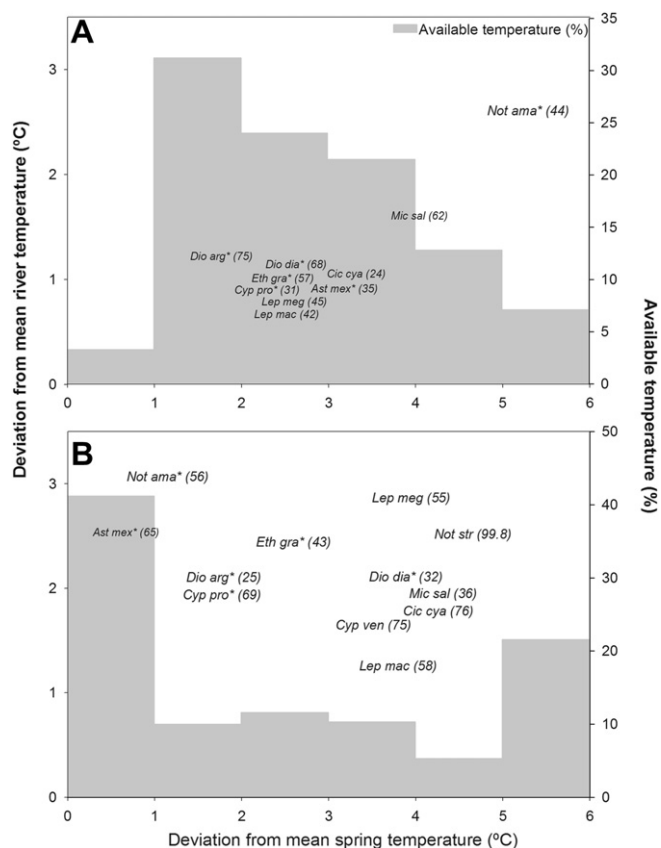 A
Available temperature (%)
Deviation from mean river temperature (ºC)
Available temperature (%)
35
30
25
20
15
10
5
0
3
2
1
0
Not ama* (44)
Mic sal (62)
Dio arg* (75)
Dio dia* (68)
Cic cya (24)
Eth gra* (57)
Cyp pro* (31)
Ast mex* (35)
Lep meg (45)
Lep mac (42)
0 1 2 3 4 5 6
B
50
40
30
20
10
0
3
2
1
0
Not ama* (56)
Lep meg (55)
Ast mex* (65)
Not str (99.8)
Eth gra* (43)
Dio arg* (25)
Dio dia* (32)
Cyp pro* (69)
Mic sal (36)
Cic cya (76)
Cyp ven (75)
Lep mac (58)
0 1 2 3 4 5 6
Deviation from mean spring temperature (ºC)